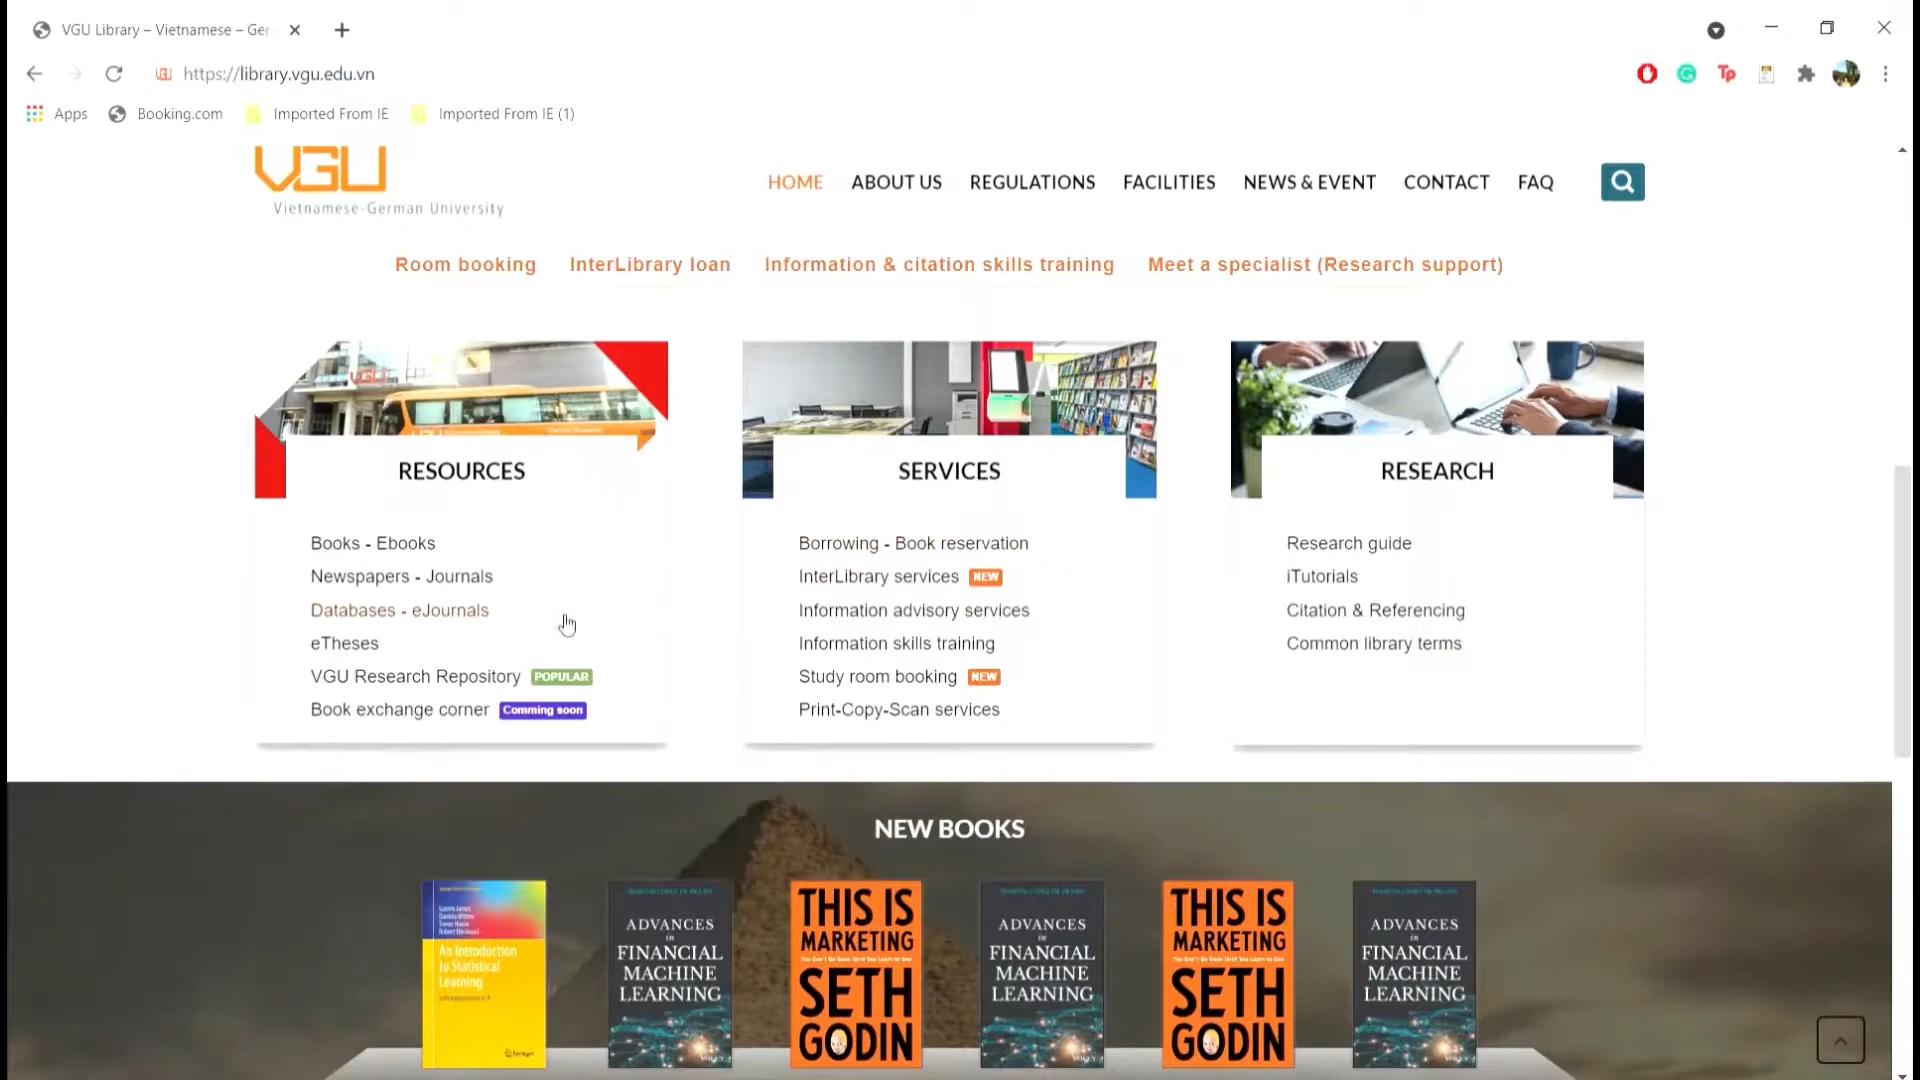 VGU Library – Vietnamese – Ger
https://library.vgu.edu.vn
Apps
Booking.com
Imported From IE
Imported From IE (1)
VGU
Vietnamese-German University
HOME
ABOUT US
REGULATIONS
FACILITIES
NEWS & EVENT
CONTACT
FAQ
Room booking
InterLibrary loan
Information & citation skills training
Meet a specialist (Research support)
RESOURCES
Books - Ebooks
Newspapers - Journals
Databases - eJournals
eTheses
VGU Research Repository POPULAR
Book exchange corner Comming soon
SERVICES
Borrowing - Book reservation
InterLibrary services NEW
Information advisory services
Information skills training
Study room booking NEW
Print-Copy-Scan services
RESEARCH
Research guide
iTutorials
Citation & Referencing
Common library terms
NEW BOOKS
An Introduction
to Statistical
Learning
Springer
ADVANCES
in
FINANCIAL
MACHINE
LEARNING
WILEY
THIS IS
MARKETING
SETH
GODIN
ADVANCES
in
FINANCIAL
MACHINE
LEARNING
WILEY
THIS IS
MARKETING
SETH
GODIN
ADVANCES
in
FINANCIAL
MACHINE
LEARNING
WILEY